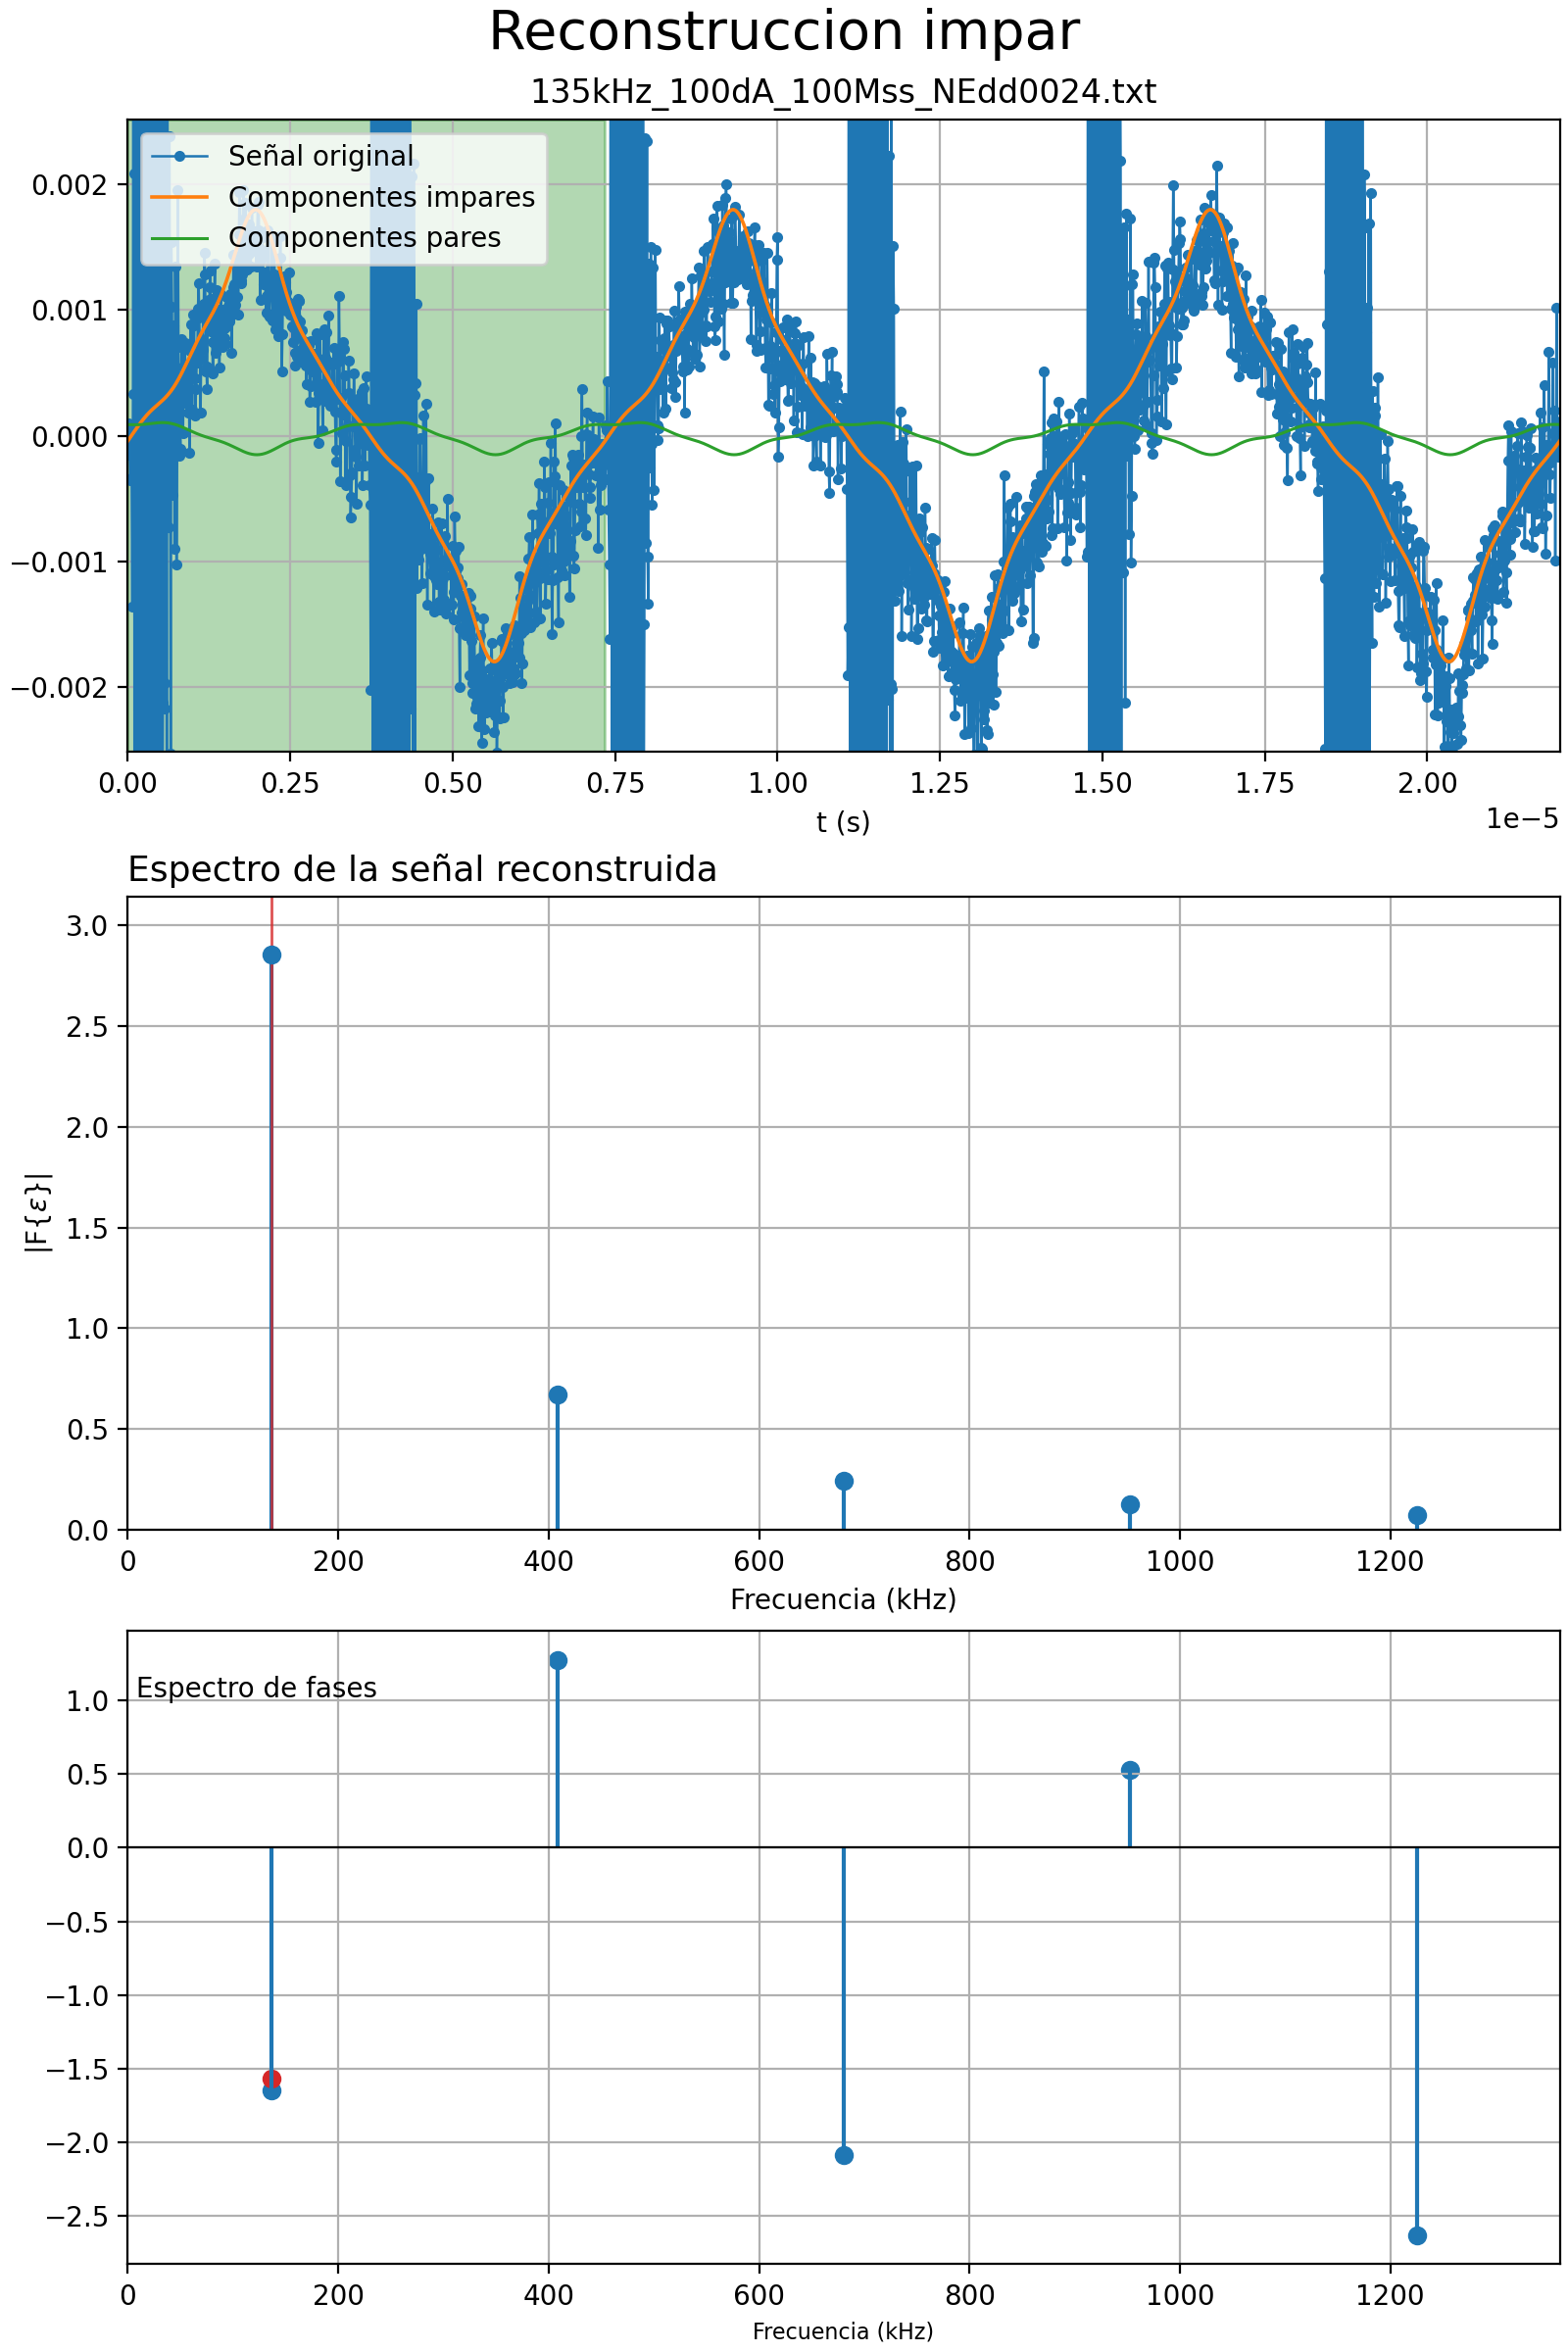 Reconstruccion impar
135kHz_100dA_100Mss_NEdd0024.txt
Señal original
Componentes impares
Componentes pares
0.002
0.001
0.000
−0.001
−0.002
0.00 0.25 0.50 0.75 1.00 1.25 1.50 1.75 2.00
1e−5
t (s)
Espectro de la señal reconstruida
3.0
2.5
2.0
1.5
1.0
0.5
0.0
|F{ε}|
0 200 400 600 800 1000 1200
Frecuencia (kHz)
Espectro de fases
1.0
0.5
0.0
−0.5
−1.0
−1.5
−2.0
−2.5
0 200 400 600 800 1000 1200
Frecuencia (kHz)